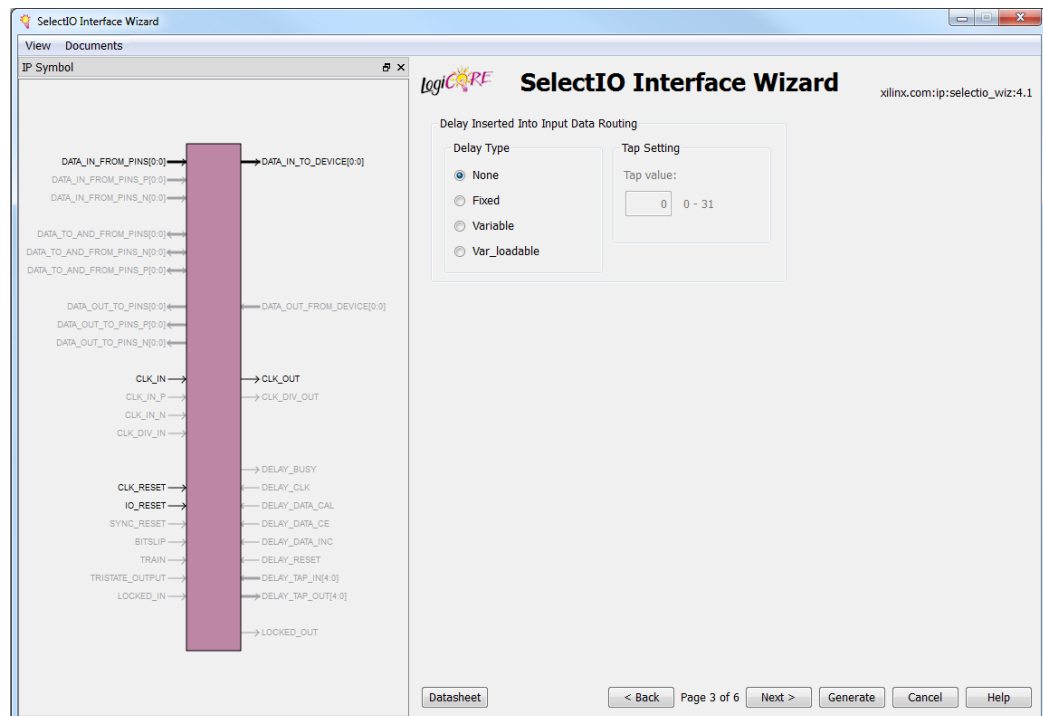 SelectIO Interface Wizard
View Documents
IP Symbol
DATA_IN_FROM_PINS[0:0]
DATA_IN_TO_DEVICE[0:0]
DATA_IN_FROM_PINS_P[0:0]
DATA_IN_FROM_PINS_N[0:0]
DATA_TO_AND_FROM_PINS[0:0]
DATA_TO_AND_FROM_PINS_N[0:0]
DATA_TO_AND_FROM_PINS_P[0:0]
DATA_OUT_TO_PINS[0:0]
DATA_OUT_FROM_DEVICE[0:0]
DATA_OUT_TO_PINS_P[0:0]
DATA_OUT_TO_PINS_N[0:0]
CLK_IN
CLK_OUT
CLK_IN_P
CLK_DIV_OUT
CLK_IN_N
CLK_DIV_IN
DELAY_BUSY
CLK_RESET
DELAY_CLK
IO_RESET
DELAY_DATA_CAL
SYNC_RESET
DELAY_DATA_CE
BITSLIP
DELAY_DATA_INC
TRAIN
DELAY_RESET
TRISTATE_OUTPUT
DELAY_TAP_IN[4:0]
LOCKED_IN
DELAY_TAP_OUT[4:0]
LOCKED_OUT
LogiCORE
SelectIO Interface Wizard
xilinx.com:ip:selectio_wiz:4.1
Delay Inserted Into Input Data Routing
Delay Type
None
Fixed
Variable
Var_loadable
Tap Setting
Tap value:
0 0 - 31
Datasheet
< Back Page 3 of 6 Next > Generate Cancel Help